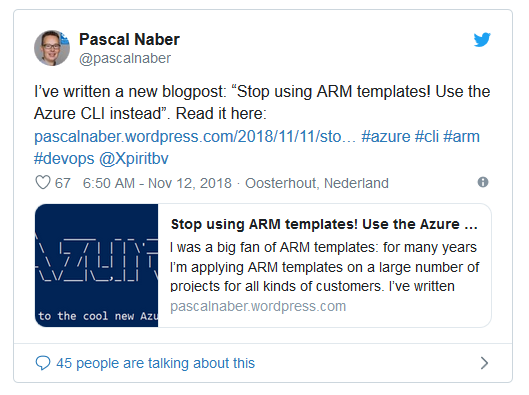 Pascal Naber
@pascalnaber
I’ve written a new blogpost: “Stop using ARM templates! Use the
Azure CLI instead”. Read it here:
pascalnaber.wordpress.com/2018/11/11/sto… #azure #cli #arm
#devops @Xpiritbv
67 6:50 AM - Nov 12, 2018 · Oosterhout, Nederland
to the cool new Azu
Stop using ARM templates! Use the Azure ...
I was a big fan of ARM templates: for many years
I’m applying ARM templates on a large number of
projects for all kinds of customers. I’ve written
pascalnaber.wordpress.com
45 people are talking about this